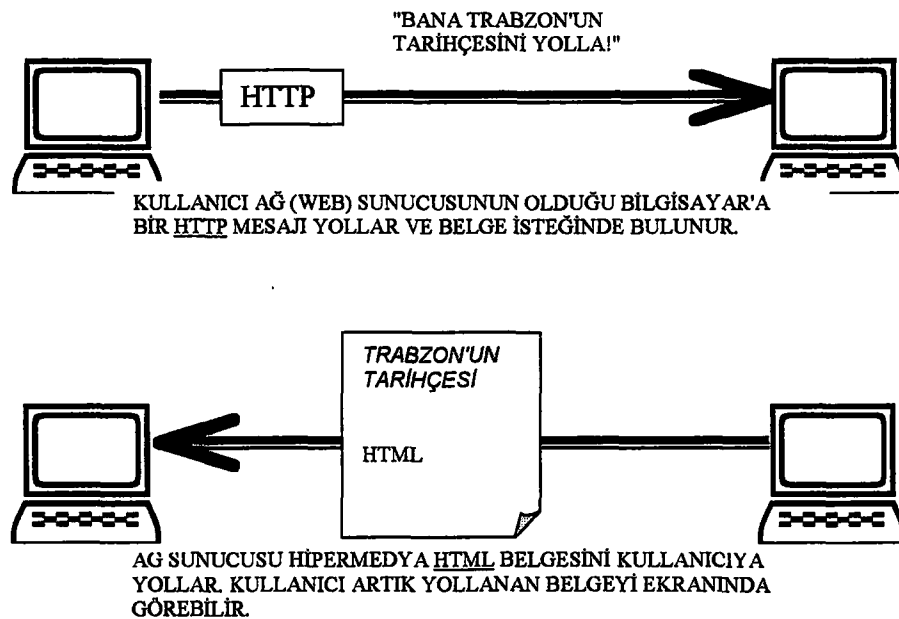 "BANA TRABZON'UN
TARİHÇESİNİ YOLLA!"
HTTP
KULLANICI AĞ (WEB) SUNUCUSUNUN OLDUĞU BİLGİSAYAR'A
BİR HTTP MESAJI YOLLAR VE BELGE İSTEĞİNDE BULUNUR.
TRABZON'UN
TARİHÇESİ
HTML
AG SUNUCUSU HİPERMEDYA HTML BELGESİNİ KULLANICIYA
YOLLAR. KULLANICI ARTIK YOLLANAN BELGEYİ EKRANINDA
GÖREBİLİR.